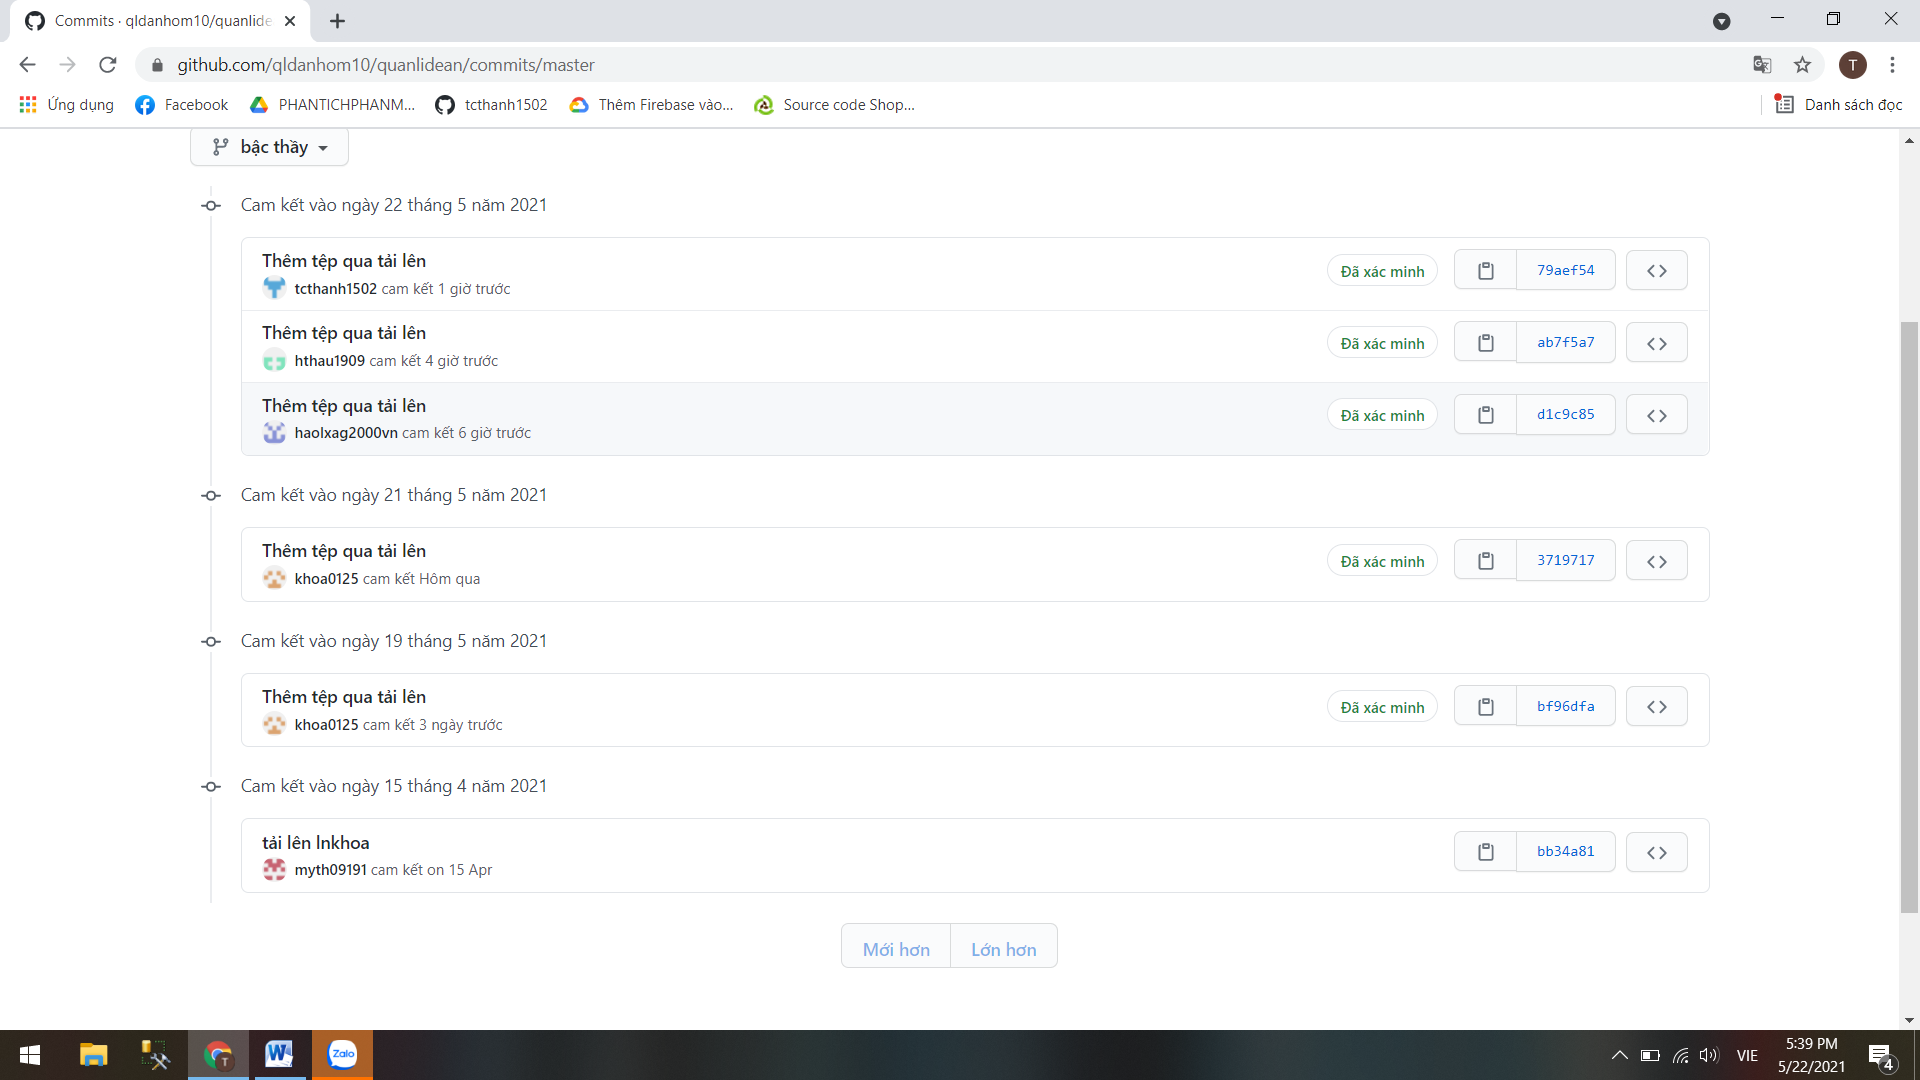 Commits · qldanhom10/quanlide
github.com/qldanhom10/quanlidean/commits/master
T
Ứng dụng
Facebook
PHANTICHPHANM...
tcthanh1502
Thêm Firebase vào...
Source code Shop...
Danh sách đọc
bậc thầy
Cam kết vào ngày 22 tháng 5 năm 2021
Thêm tệp qua tải lên
tcthanh1502 cam kết 1 giờ trước
Đã xác minh
79aef54
Thêm tệp qua tải lên
hthau1909 cam kết 4 giờ trước
Đã xác minh
ab7f5a7
Thêm tệp qua tải lên
haolxag2000vn cam kết 6 giờ trước
Đã xác minh
d1c9c85
Cam kết vào ngày 21 tháng 5 năm 2021
Thêm tệp qua tải lên
khoa0125 cam kết Hôm qua
Đã xác minh
3719717
Cam kết vào ngày 19 tháng 5 năm 2021
Thêm tệp qua tải lên
khoa0125 cam kết 3 ngày trước
Đã xác minh
bf96dfa
Cam kết vào ngày 15 tháng 4 năm 2021
tải lên lnkhoa
myth09191 cam kết on 15 Apr
bb34a81
Mới hơn
Lớn hơn
T
W
Zalo
VIE
5:39 PM
5/22/2021
4